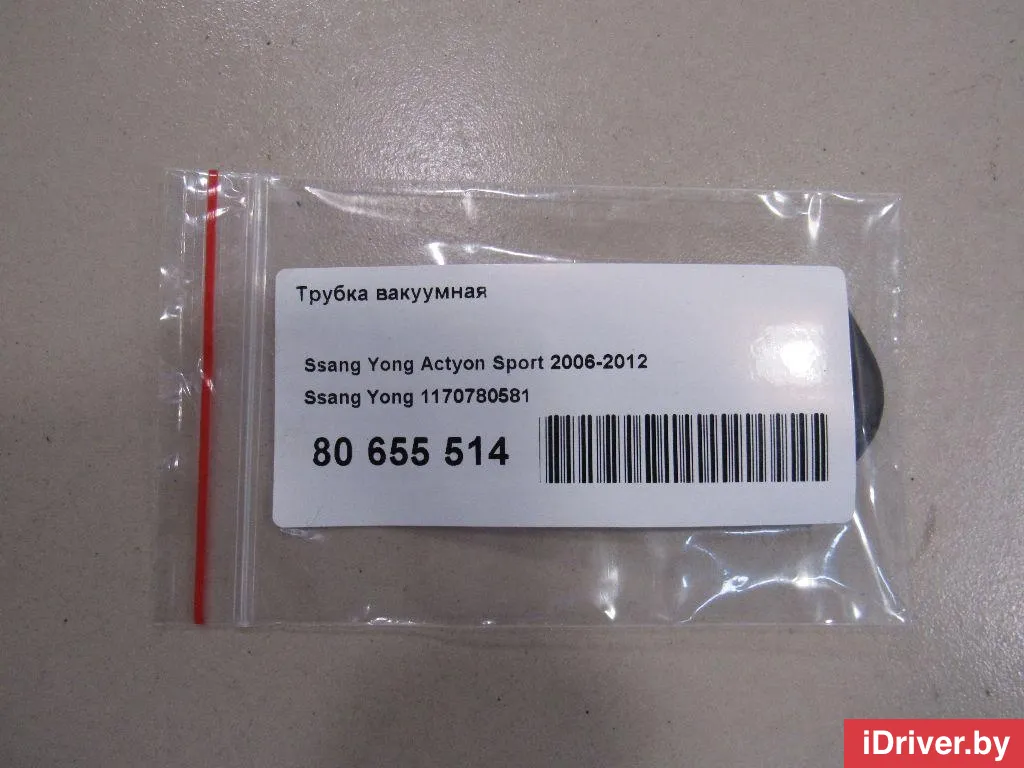 Трубка вакуумная
Ssang Yong Actyon Sport 2006-2012
Ssang Yong 1170780581
80 655 514
iDriver.by